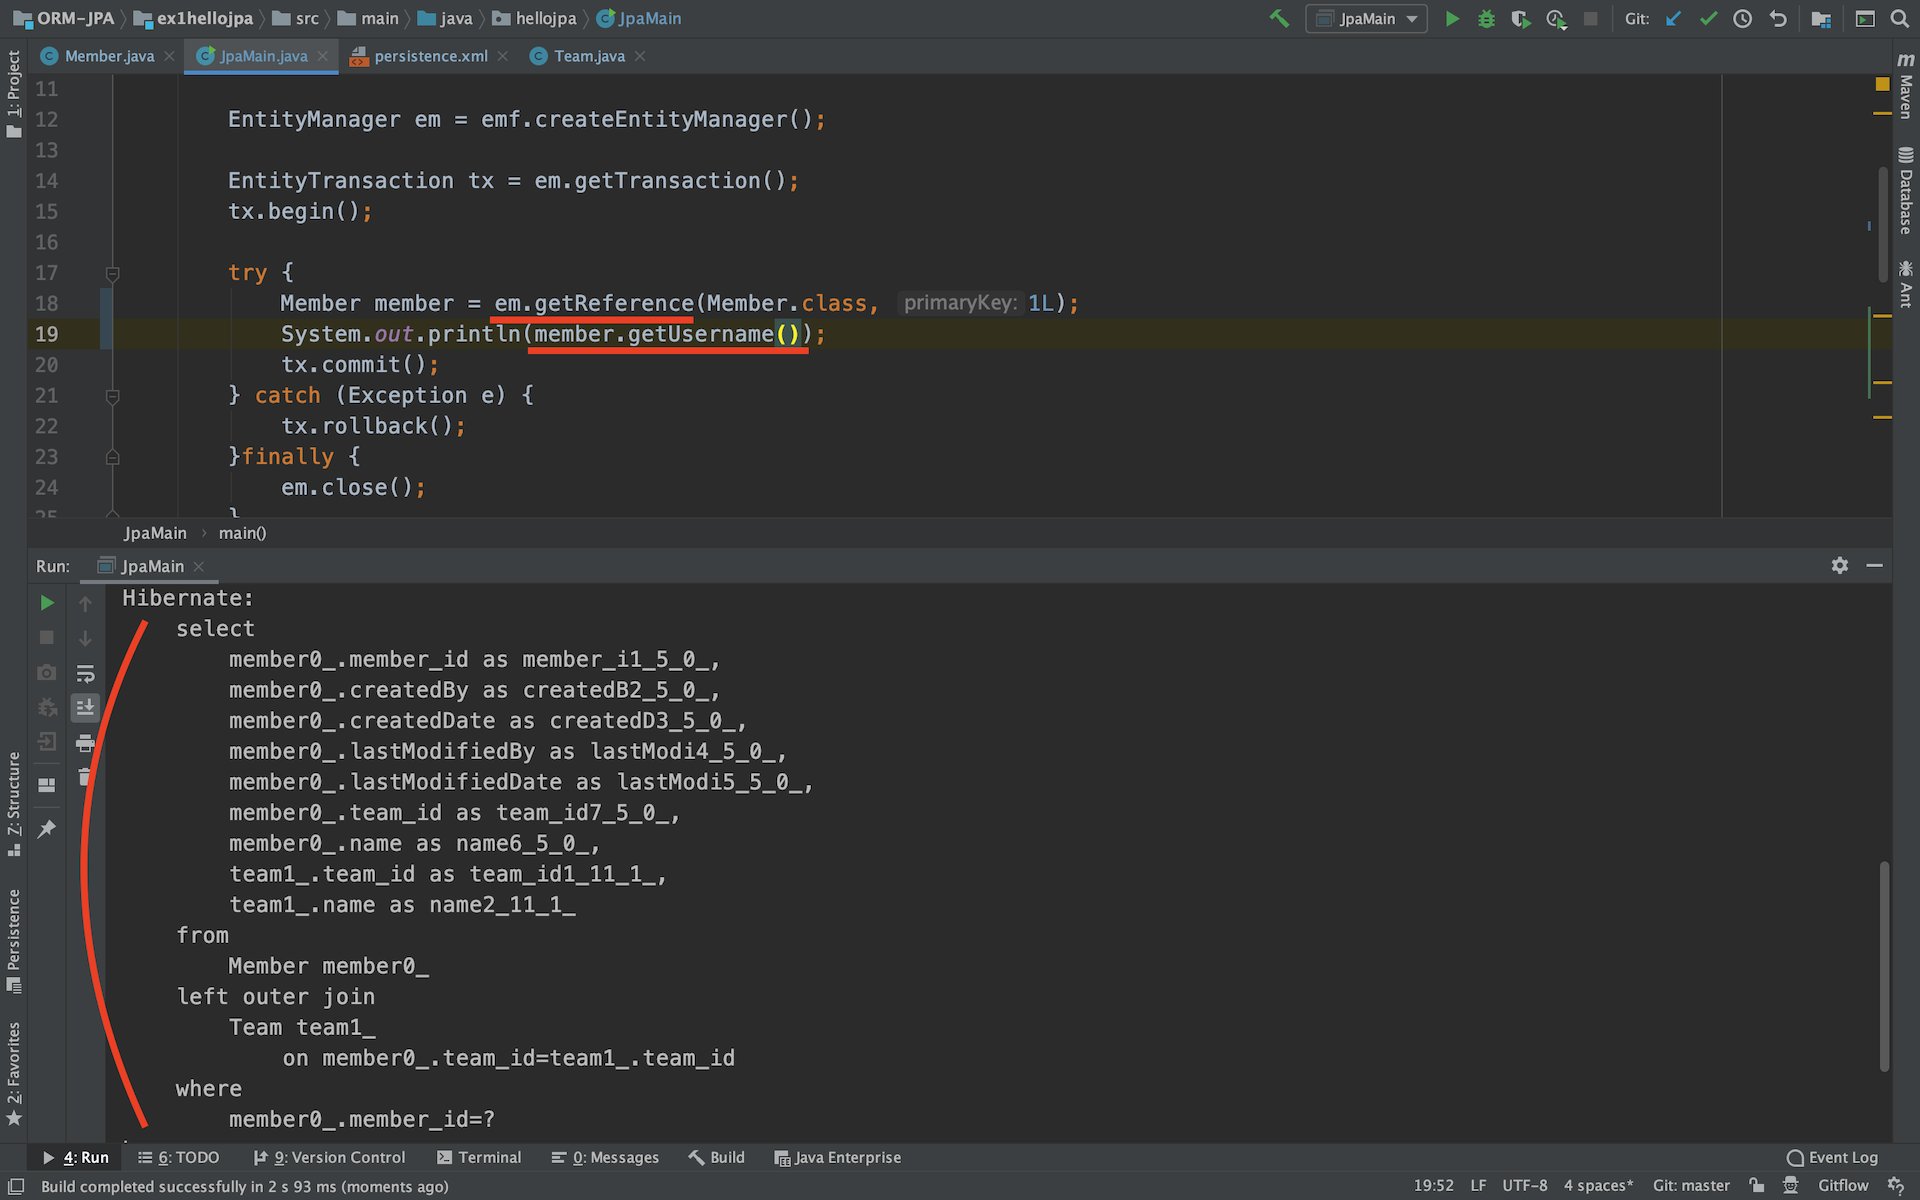 ORM-JPA ex1hellojpa src main java hellojpa JpaMain JpaMain Git:
Member.java JpaMain.java persistence.xml Team.java
1: Project
Z: Structure
Persistence
2: Favorites
Maven
Database
Ant
11
12 EntityManager em = emf.createEntityManager();
13
14 EntityTransaction tx = em.getTransaction();
15 tx.begin();
16
17 try {
18 Member member = em.getReference(Member.class, primaryKey: 1L);
19 System.out.println(member.getUsername());
20 tx.commit();
21 } catch (Exception e) {
22 tx.rollback();
23 }finally {
24 em.close();
25 }
JpaMain › main()
Run: JpaMain
Hibernate:
select
member0_.member_id as member_i1_5_0_,
member0_.createdBy as createdB2_5_0_,
member0_.createdDate as createdD3_5_0_,
member0_.lastModifiedBy as lastModi4_5_0_,
member0_.lastModifiedDate as lastModi5_5_0_,
member0_.team_id as team_id7_5_0_,
member0_.name as name6_5_0_,
team1_.team_id as team_id1_11_1_,
team1_.name as name2_11_1_
from
Member member0_
left outer join
Team team1_
on member0_.team_id=team1_.team_id
where
member0_.member_id=?
4: Run 6: TODO 9: Version Control Terminal 0: Messages Build Java Enterprise Event Log
Build completed successfully in 2 s 93 ms (moments ago) 19:52 LF UTF-8 4 spaces* Git: master Gitflow